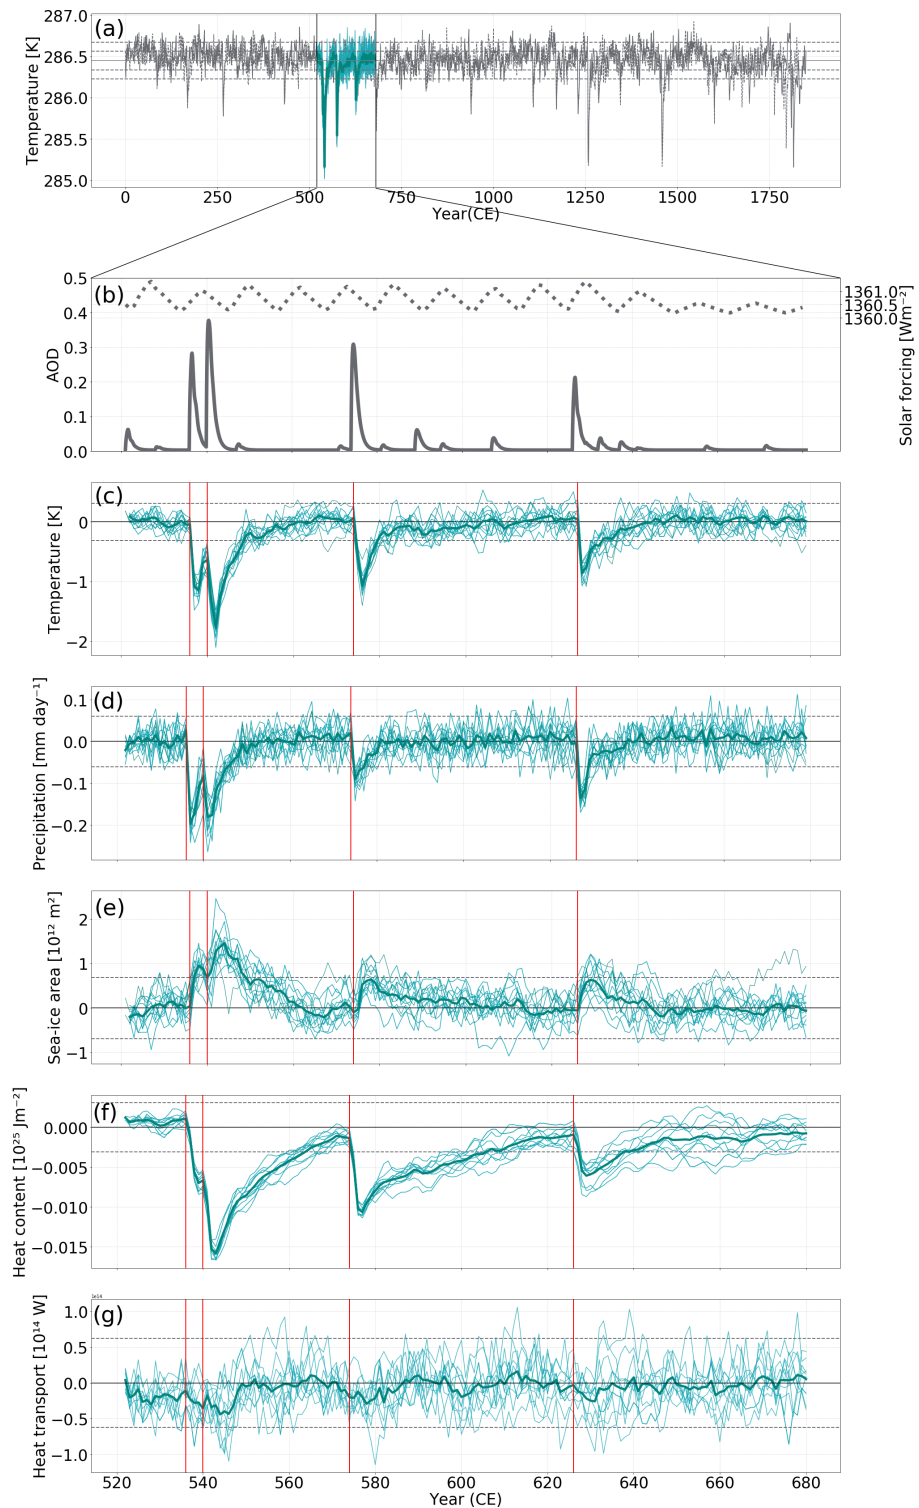 (a)
Temperature [K]
287.0
286.5
286.0
285.5
285.0
0 250 500 750 1000 1250 1500 1750
Year(CE)
(b)
AOD
0.5
0.4
0.3
0.2
0.1
0.0
1361.0
1360.5
1360.0
Solar forcing [Wm⁻²]
(c)
Temperature [K]
0
−1
−2
(d)
Precipitation [mm day⁻¹]
0.1
0.0
−0.1
−0.2
(e)
Sea-ice area [10¹² m²]
2
1
0
−1
(f)
Heat content [10²⁵ Jm⁻²]
0.000
−0.005
−0.010
−0.015
1e14
(g)
Heat transport [10¹⁴ W]
1.0
0.5
0.0
−0.5
−1.0
520 540 560 580 600 620 640 660 680
Year (CE)